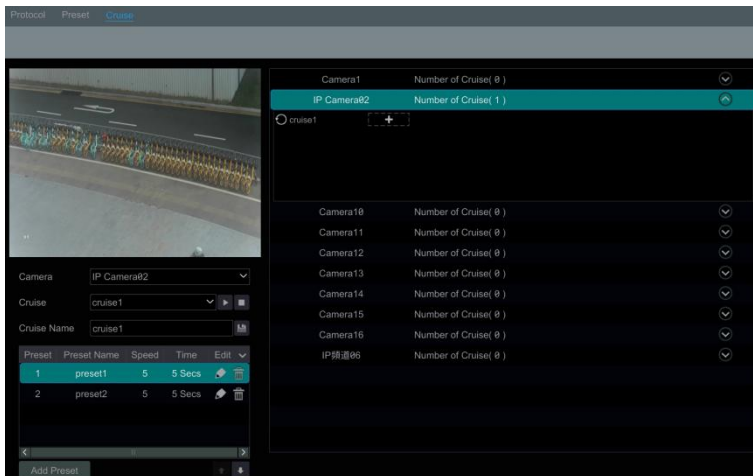 Protocol Preset Cruise
Camera1 Number of Cruise( 0 )
IP Camera02 Number of Cruise( 1 )
cruise1
Camera10 Number of Cruise( 0 )
Camera11 Number of Cruise( 0 )
Camera12 Number of Cruise( 0 )
Camera13 Number of Cruise( 0 )
Camera14 Number of Cruise( 0 )
Camera15 Number of Cruise( 0 )
Camera16 Number of Cruise( 0 )
IP頻道06 Number of Cruise( 0 )
Camera IP Camera02
Cruise cruise1
Cruise Name cruise1
Preset Preset Name Speed Time Edit
1 preset1 5 5 Secs
2 preset2 5 5 Secs
Add Preset